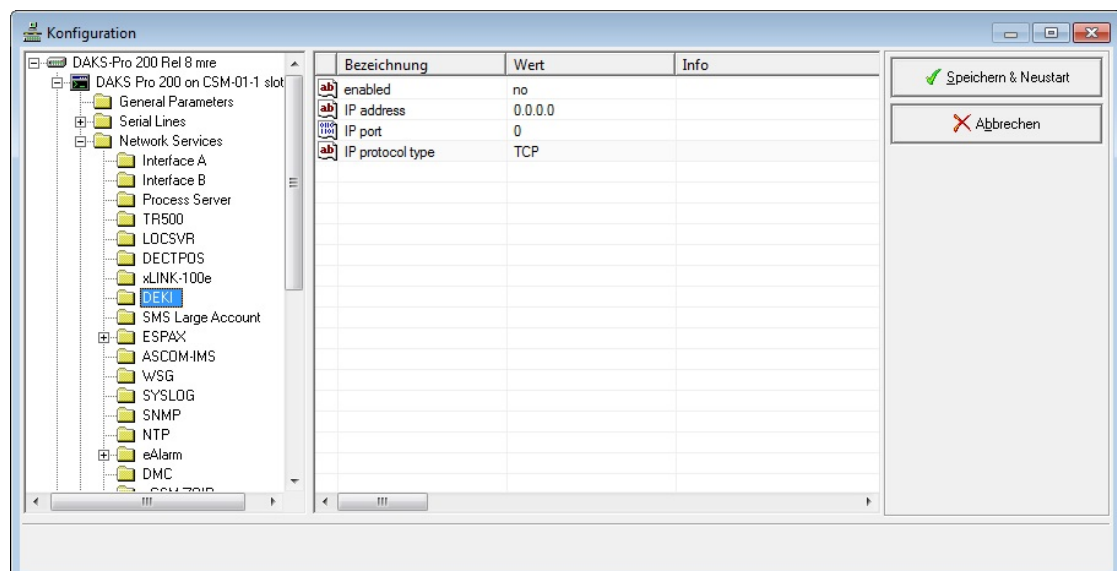 Konfiguration
DAKS-Pro 200 Rel 8 mre
DAKS Pro 200 on CSM-01-1 slot
General Parameters
Serial Lines
Network Services
Interface A
Interface B
Process Server
TR500
LOCSVR
DECTPOS
xLINK-100e
DEKI
SMS Large Account
ESPAX
ASCOM-IMS
WSG
SYSLOG
SNMP
NTP
eAlarm
DMC
Bezeichnung Wert Info
enabled no
IP address 0.0.0.0
IP port 0
IP protocol type TCP
Speichern & Neustart
Abbrechen